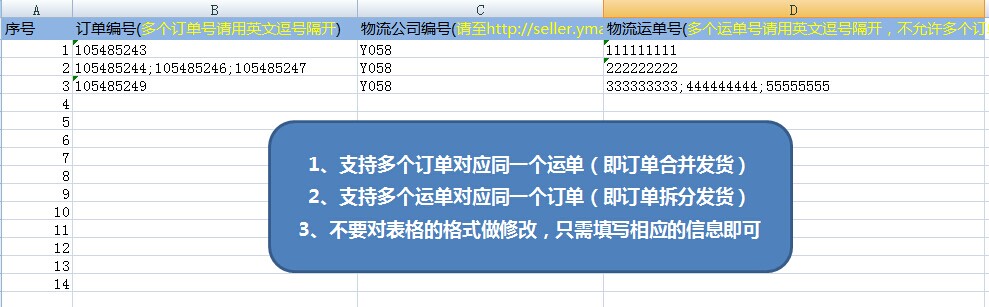 A B C D
序号 订单编号(多个订单号请用英文逗号隔开) 物流公司编号(请至http://seller.yma 物流运单号(多个运单号请用英文逗号隔开，不允许多个订
1 105485243 Y058 111111111
2 105485244;105485246;105485247 Y058 222222222
3 105485249 Y058 333333333;444444444;55555555
4
5
6
7
8
9
10
11
12
13
14
1、支持多个订单对应同一个运单（即订单合并发货）
2、支持多个运单对应同一个订单（即订单拆分发货）
3、不要对表格的格式做修改，只需填写相应的信息即可